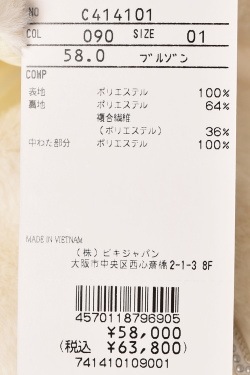 NO C414101
COL 090 SIZE 01
58.0 ブルゾン
COMP
表地 ポリエステル 100%
裏地 ポリエステル 64%
複合繊維
(ポリエステル) 36%
中わた部分 ポリエステル 100%
MADE IN VIETNAM
(株)ビギジャパン
大阪市中央区西心斎橋2-1-3 8F
4570118796905
¥58,000
(税込 ¥63,800)
741410109001